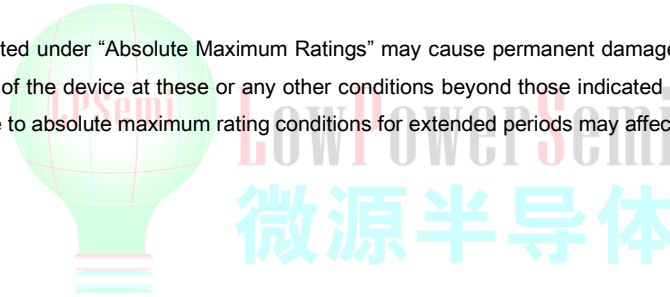 ted under “Absolute Maximum Ratings” may cause permanent damage
of the device at these or any other conditions beyond those indicated
e to absolute maximum rating conditions for extended periods may affec
LPSemi
LowPowerSemi
微源半导体